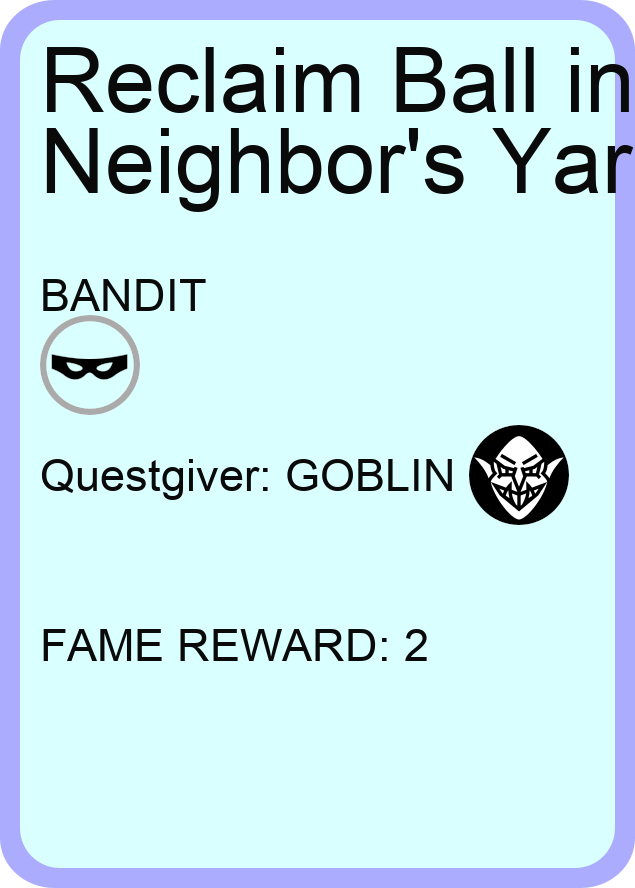 Reclaim Ball in
Neighbor's Yar
BANDIT
Questgiver: GOBLIN
FAME REWARD: 2